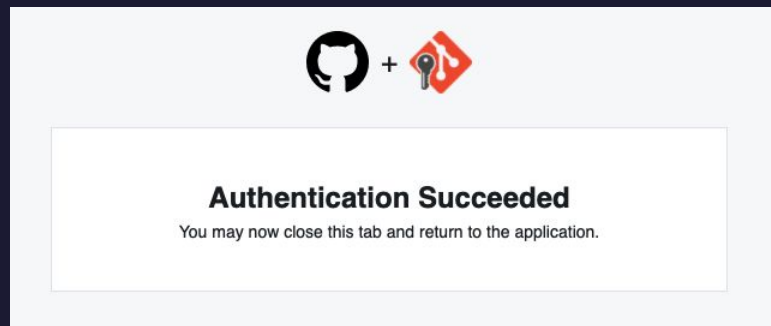 +
Authentication Succeeded
You may now close this tab and return to the application.